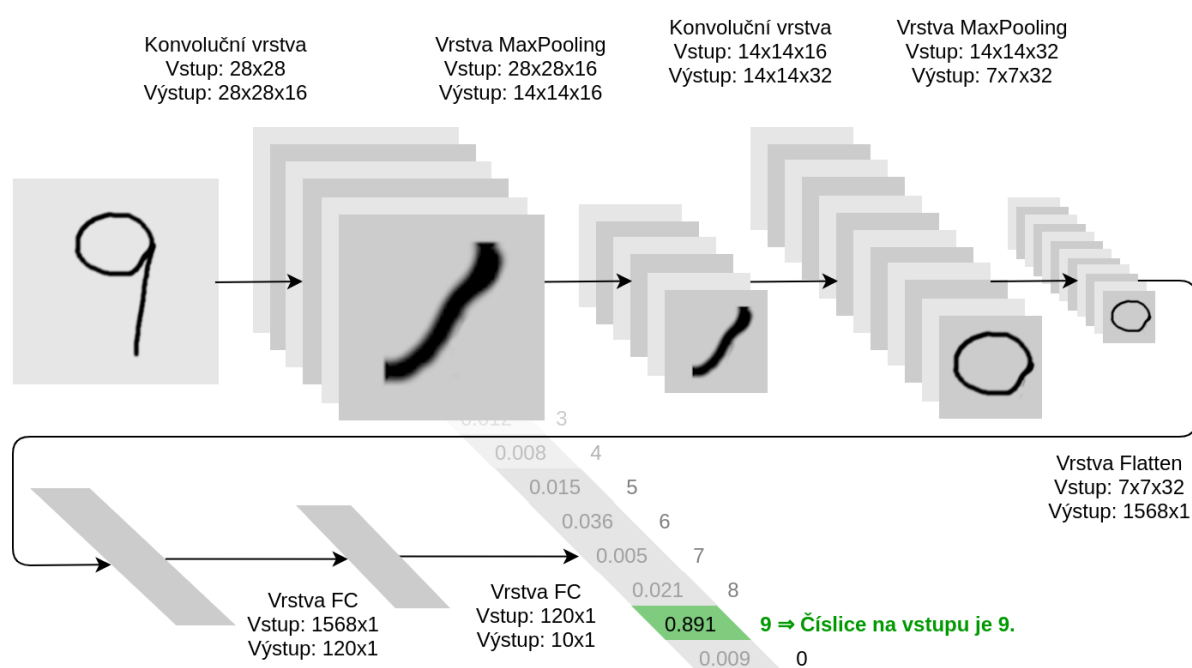 Konvoluční vrstva
Vstup: 28x28
Výstup: 28x28x16
Vrstva MaxPooling
Vstup: 28x28x16
Výstup: 14x14x16
Konvoluční vrstva
Vstup: 14x14x16
Výstup: 14x14x32
Vrstva MaxPooling
Vstup: 14x14x32
Výstup: 7x7x32
9
Vrstva Flatten
Vstup: 7x7x32
Výstup: 1568x1
Vrstva FC
Vstup: 1568x1
Výstup: 120x1
Vrstva FC
Vstup: 120x1
Výstup: 10x1
0.012 3
0.008 4
0.015 5
0.036 6
0.005 7
0.021 8
0.891 9 ⇒ Číslice na vstupu je 9.
0.009 0